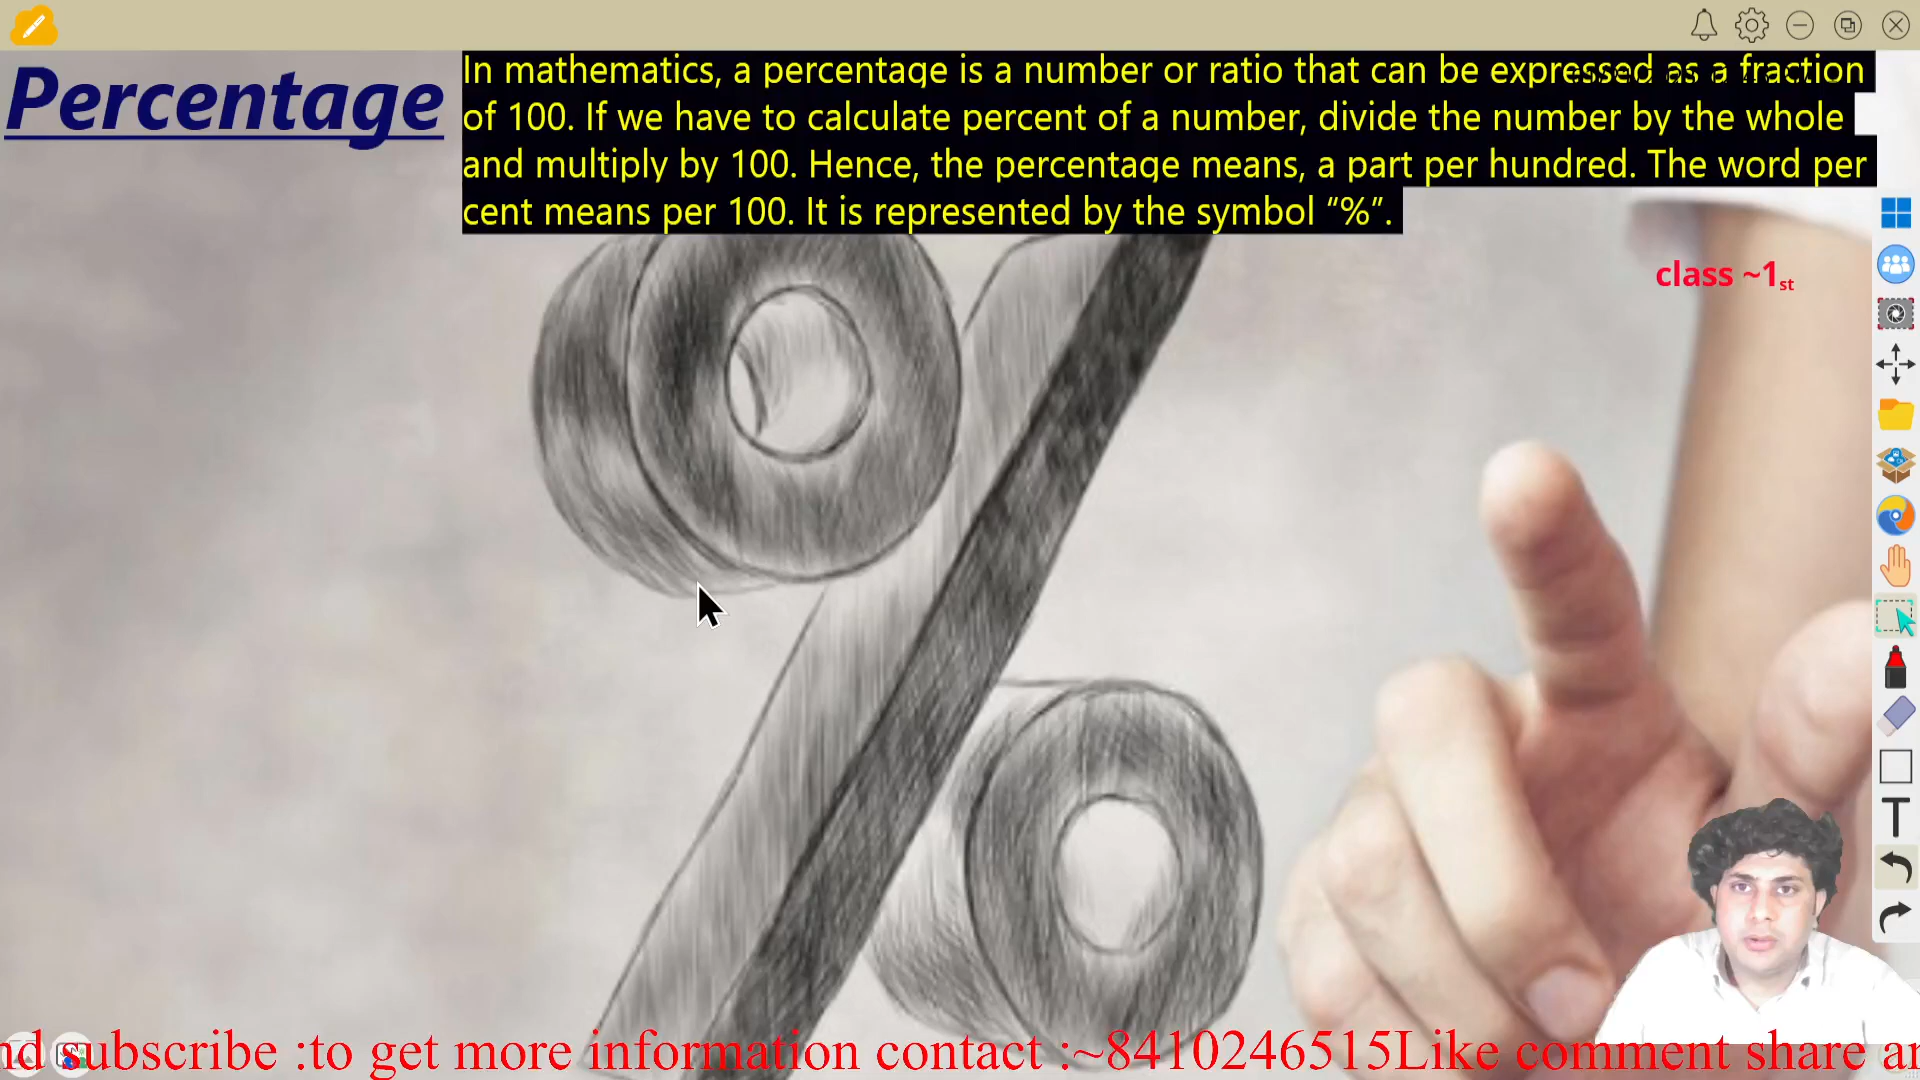 Percentage
In mathematics, a percentage is a number or ratio that can be expressed as a fraction
of 100. If we have to calculate percent of a number, divide the number by the whole
and multiply by 100. Hence, the percentage means, a part per hundred. The word per
cent means per 100. It is represented by the symbol “%”.
class ~1st
%
T
nd subscribe :to get more information contact :~8410246515Like comment share an